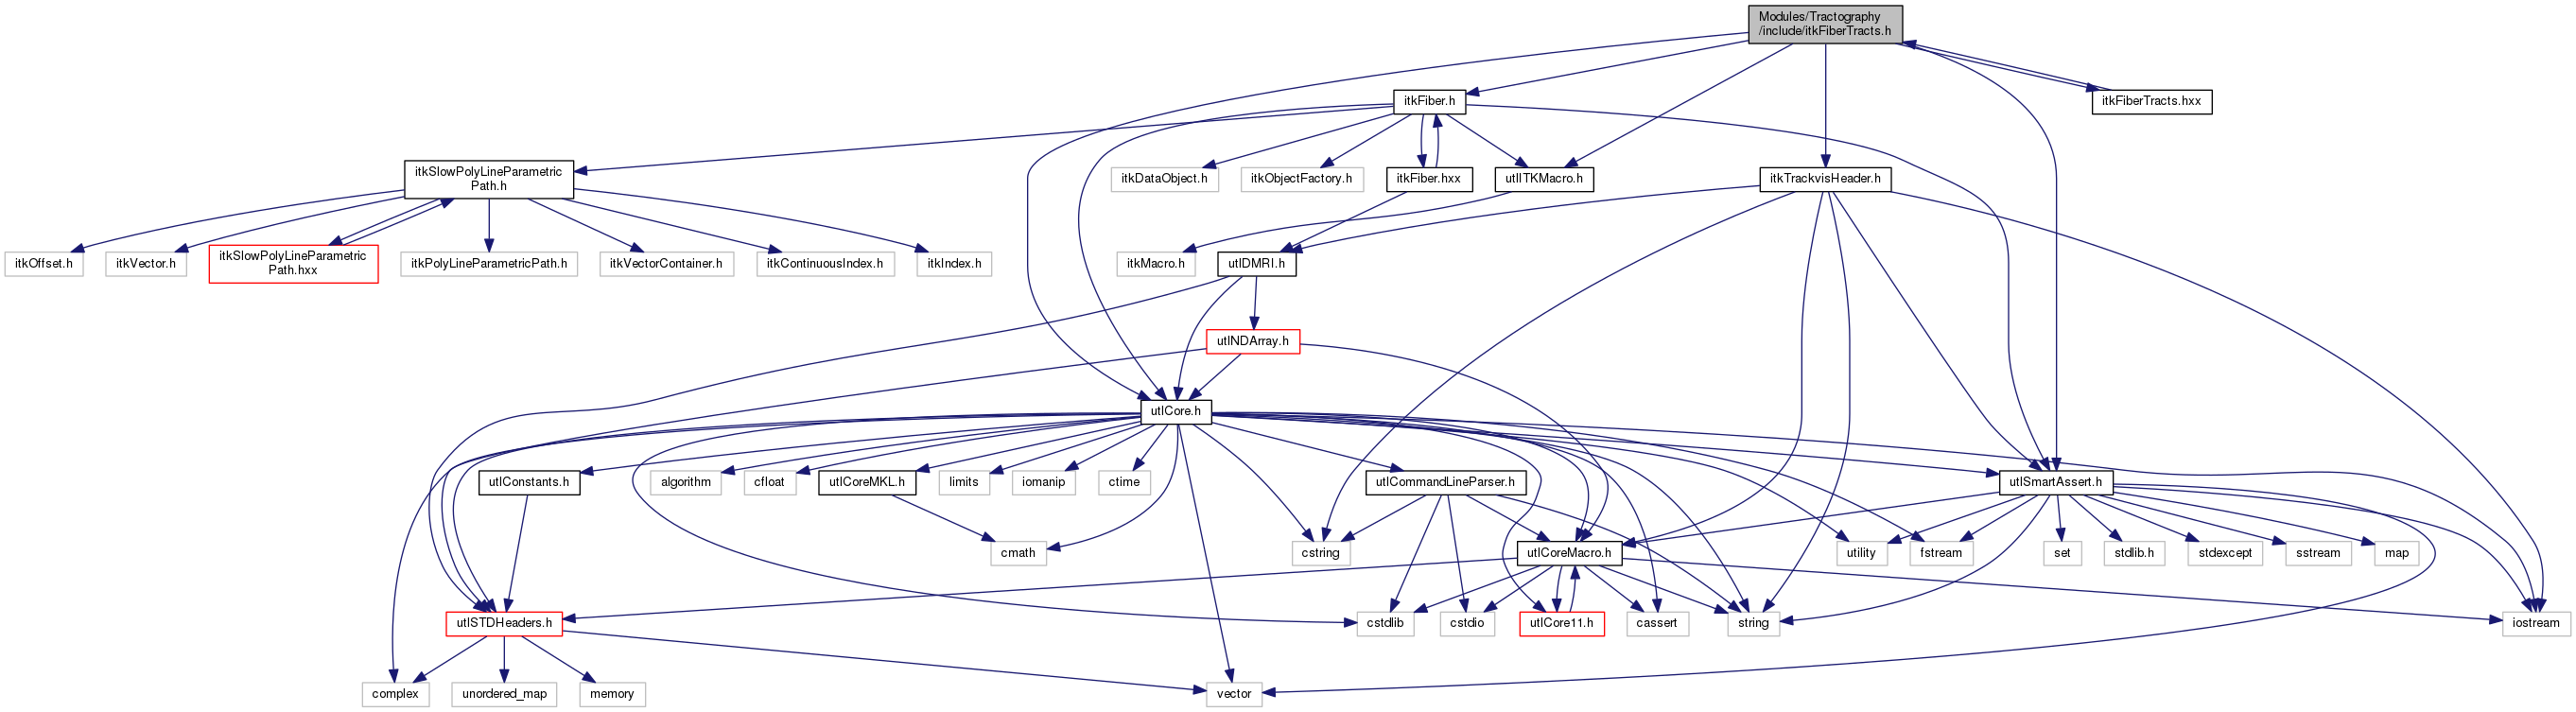 Modules/Tractography
/include/itkFiberTracts.h
itkFiber.h
itkFiberTracts.hxx
itkSlowPolyLineParametric
Path.h
itkDataObject.h
itkObjectFactory.h
itkFiber.hxx
utlITKMacro.h
itkTrackvisHeader.h
itkOffset.h
itkVector.h
itkSlowPolyLineParametric
Path.hxx
itkPolyLineParametricPath.h
itkVectorContainer.h
itkContinuousIndex.h
itkIndex.h
itkMacro.h
utlDMRI.h
utlNDArray.h
utlCore.h
utlConstants.h
algorithm
cfloat
utlCoreMKL.h
limits
iomanip
ctime
utlCommandLineParser.h
utlSmartAssert.h
cmath
cstring
utlCoreMacro.h
utility
fstream
set
stdlib.h
stdexcept
sstream
map
utlSTDHeaders.h
cstdlib
cstdio
utlCore11.h
cassert
string
iostream
complex
unordered_map
memory
vector